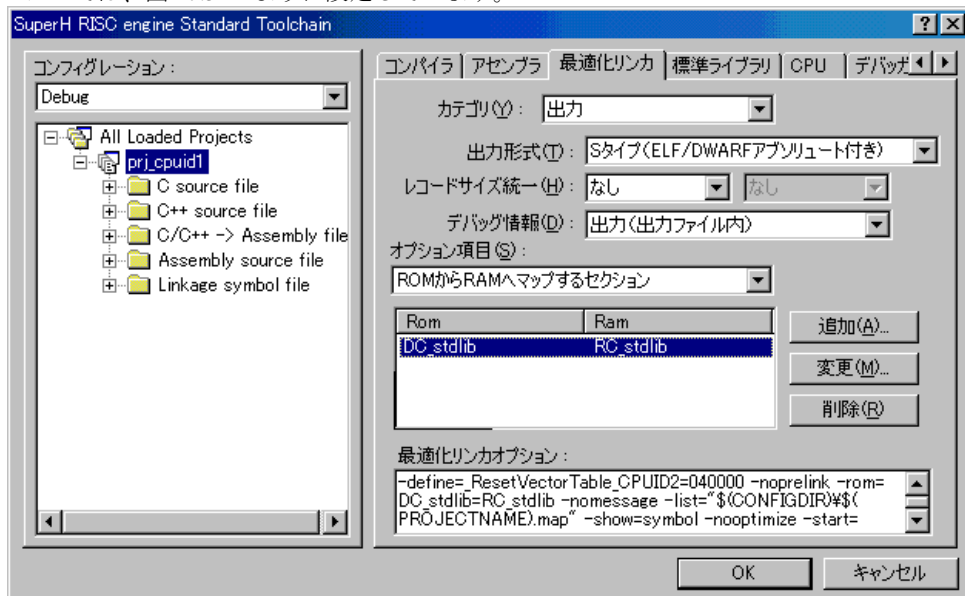 SuperH RISC engine Standard Toolchain
コンフィグレーション :
Debug
All Loaded Projects
prj_cpuid1
C source file
C++ source file
C/C++ -> Assembly file
Assembly source file
Linkage symbol file
コンパイラ アセンブラ 最適化リンカ 標準ライブラリ CPU デバッガ
カテゴリ(Y) : 出力
出力形式(T) : Sタイプ(ELF/DWARFアブソリュート付き)
レコードサイズ統一(H) : なし なし
デバッグ情報(D) : 出力(出力ファイル内)
オプション項目(S) :
ROMからRAMへマップするセクション
Rom Ram
DC_stdlib RC_stdlib
追加(A)...
変更(M)...
削除(R)
最適化リンカオプション :
-define=_ResetVectorTable_CPUID2=040000 -noprelink -rom=
DC_stdlib=RC_stdlib -nomessage -list="$(CONFIGDIR)¥$(
PROJECTNAME).map" -show=symbol -nooptimize -start=
OK キャンセル